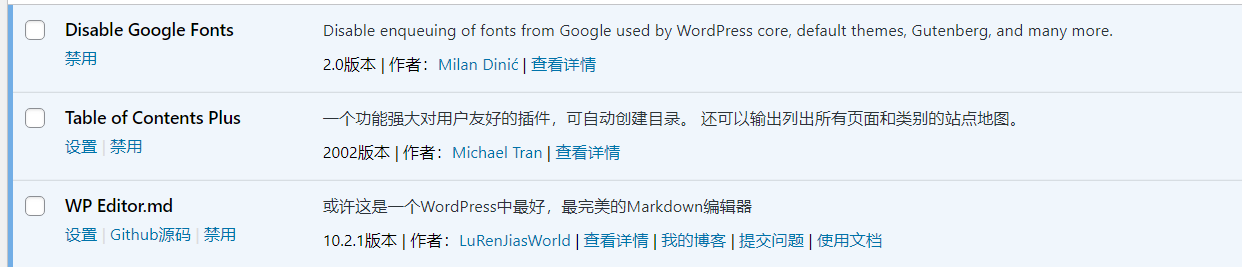 Disable Google Fonts
Disable enqueuing of fonts from Google used by WordPress core, default themes, Gutenberg, and many more.
禁用
2.0版本 | 作者：Milan Dinić | 查看详情
Table of Contents Plus
一个功能强大对用户友好的插件，可自动创建目录。 还可以输出列出所有页面和类别的站点地图。
设置 | 禁用
2002版本 | 作者：Michael Tran | 查看详情
WP Editor.md
或许这是一个WordPress中最好，最完美的Markdown编辑器
设置 | Github源码 | 禁用
10.2.1版本 | 作者：LuRenJiasWorld | 查看详情 | 我的博客 | 提交问题 | 使用文档